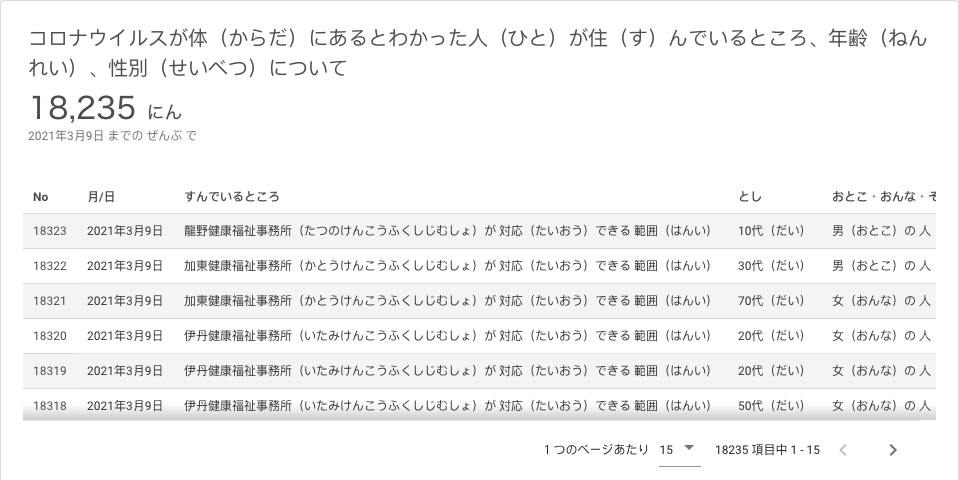 コロナウイルスが体（からだ）にあるとわかった人（ひと）が住（す）んでいるところ、年齢（ねん
れい）、性別（せいべつ）について
18,235 にん
2021年3月9日 までの ぜんぶ で
No 月/日 すんでいるところ とし おとこ・おんな・そ
18323 2021年3月9日 龍野健康福祉事務所（たつのけんこうふくしじむしょ）が 対応（たいおう）できる 範囲（はんい） 10代（だい） 男（おとこ）の 人
18322 2021年3月9日 加東健康福祉事務所（かとうけんこうふくしじむしょ）が 対応（たいおう）できる 範囲（はんい） 30代（だい） 男（おとこ）の 人
18321 2021年3月9日 加東健康福祉事務所（かとうけんこうふくしじむしょ）が 対応（たいおう）できる 範囲（はんい） 70代（だい） 女（おんな）の 人
18320 2021年3月9日 伊丹健康福祉事務所（いたみけんこうふくしじむしょ）が 対応（たいおう）できる 範囲（はんい） 20代（だい） 女（おんな）の 人
18319 2021年3月9日 伊丹健康福祉事務所（いたみけんこうふくしじむしょ）が 対応（たいおう）できる 範囲（はんい） 20代（だい） 女（おんな）の 人
18318 2021年3月9日 伊丹健康福祉事務所（いたみけんこうふくしじむしょ）が 対応（たいおう）できる 範囲（はんい） 50代（だい） 女（おんな）の 人
1 つのページあたり 15 18235 項目中 1 - 15